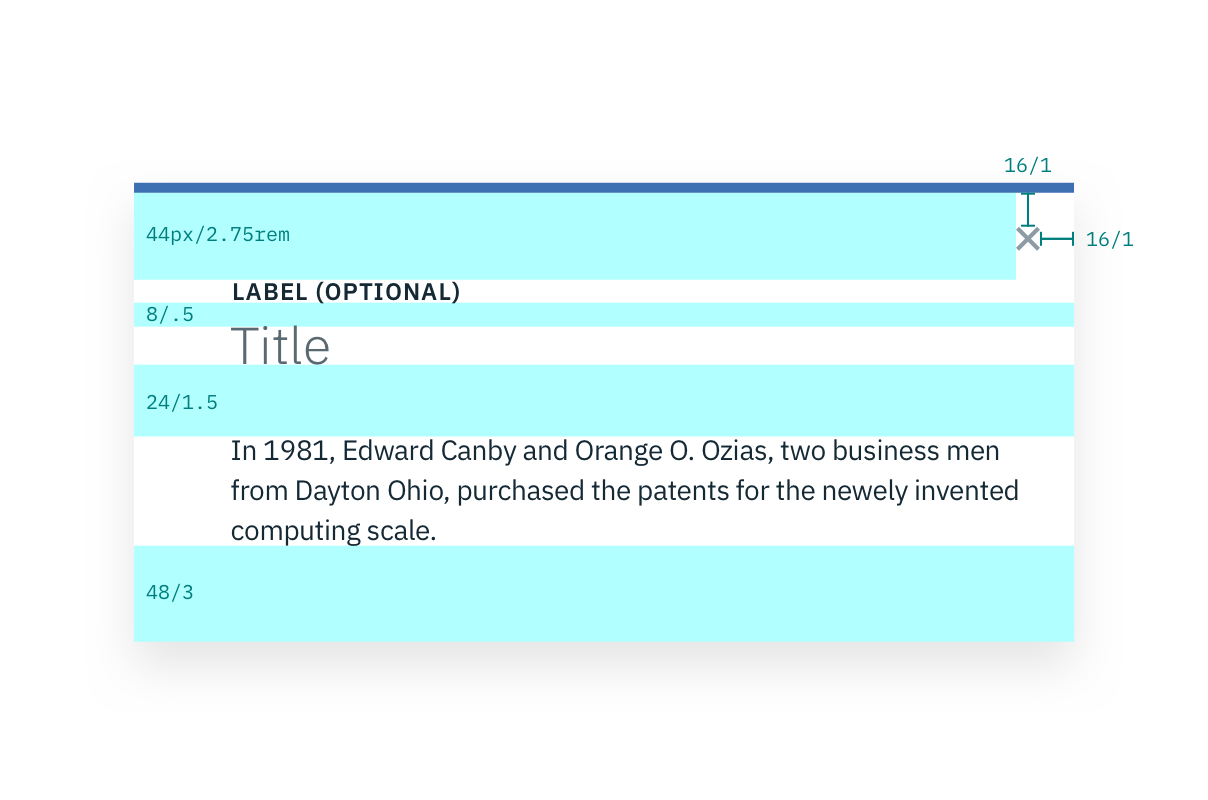 16/1
44px/2.75rem
16/1
LABEL (OPTIONAL)
8/.5
Title
24/1.5
In 1981, Edward Canby and Orange O. Ozias, two business men
from Dayton Ohio, purchased the patents for the newely invented
computing scale.
48/3